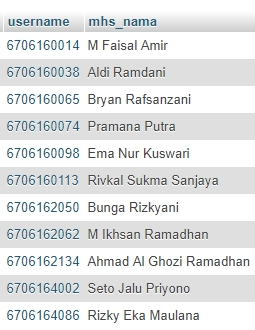 username mhs_nama
6706160014 M Faisal Amir
6706160038 Aldi Ramdani
6706160065 Bryan Rafsanzani
6706160074 Pramana Putra
6706160098 Ema Nur Kuswari
6706160113 Rivkal Sukma Sanjaya
6706162050 Bunga Rizkyani
6706162062 M Ikhsan Ramadhan
6706162134 Ahmad Al Ghozi Ramadhan
6706164002 Seto Jalu Priyono
6706164086 Rizky Eka Maulana